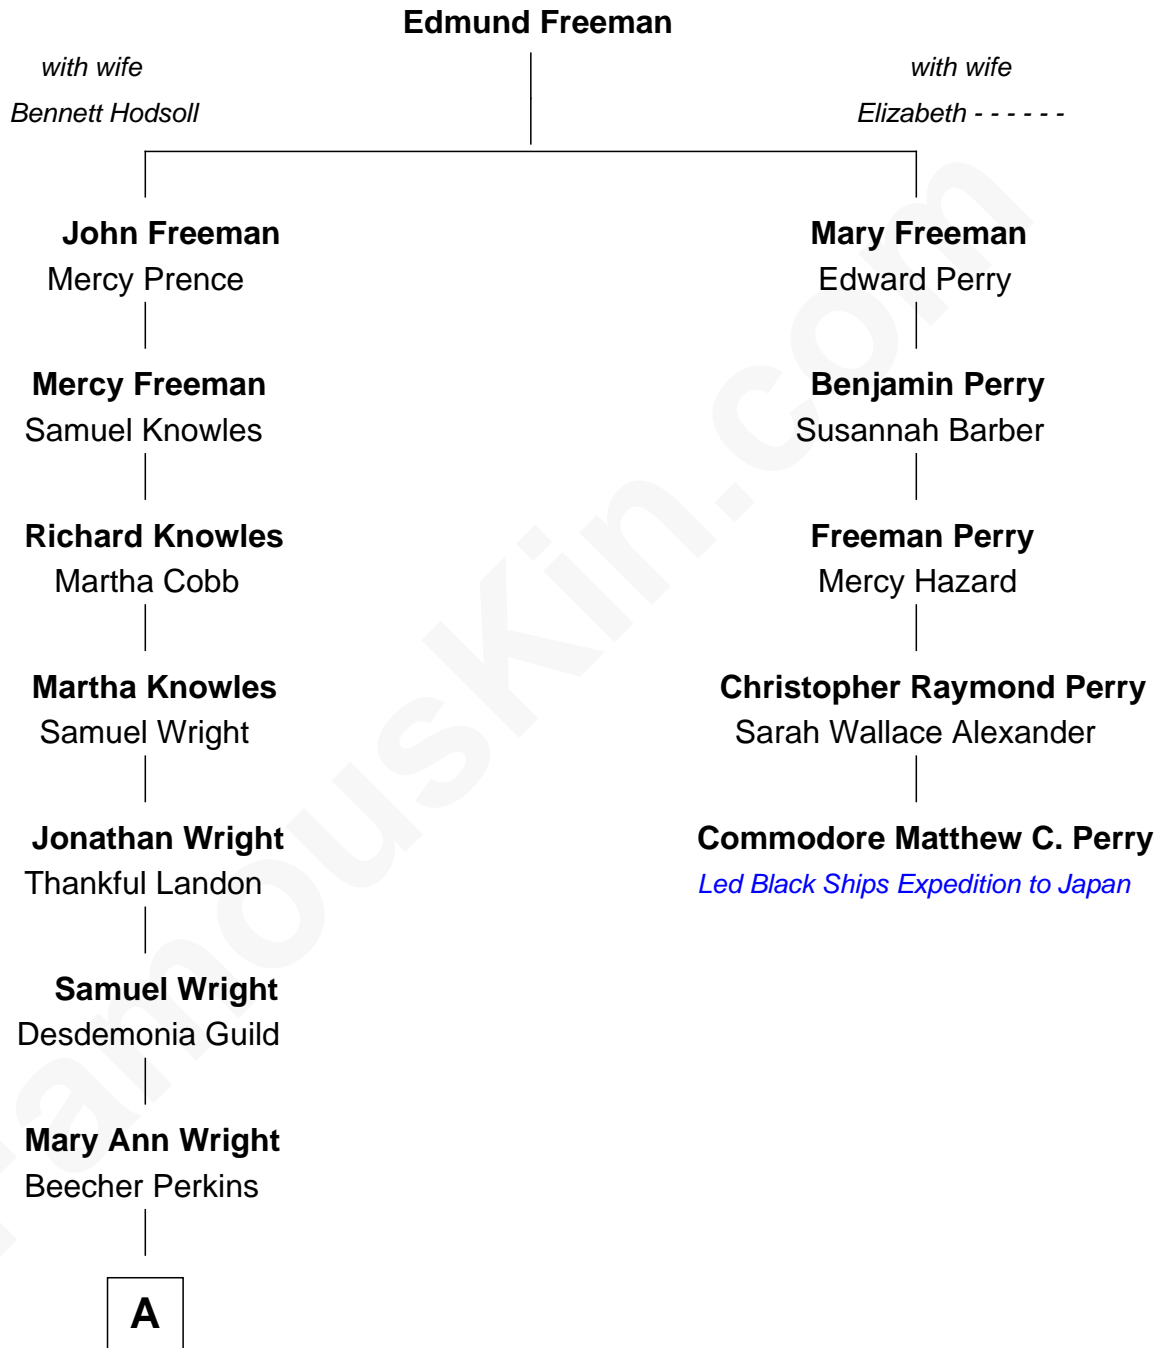 Edmund Freeman
with wife
Bennett Hodsoll
with wife
Elizabeth - - - - - -
John Freeman
Mercy Prence
Mary Freeman
Edward Perry
Mercy Freeman
Samuel Knowles
Benjamin Perry
Susannah Barber
Richard Knowles
Martha Cobb
Freeman Perry
Mercy Hazard
Martha Knowles
Samuel Wright
Christopher Raymond Perry
Sarah Wallace Alexander
Jonathan Wright
Thankful Landon
Commodore Matthew C. Perry
Led Black Ships Expedition to Japan
Samuel Wright
Desdemonia Guild
Mary Ann Wright
Beecher Perkins
A
FamousKin.com